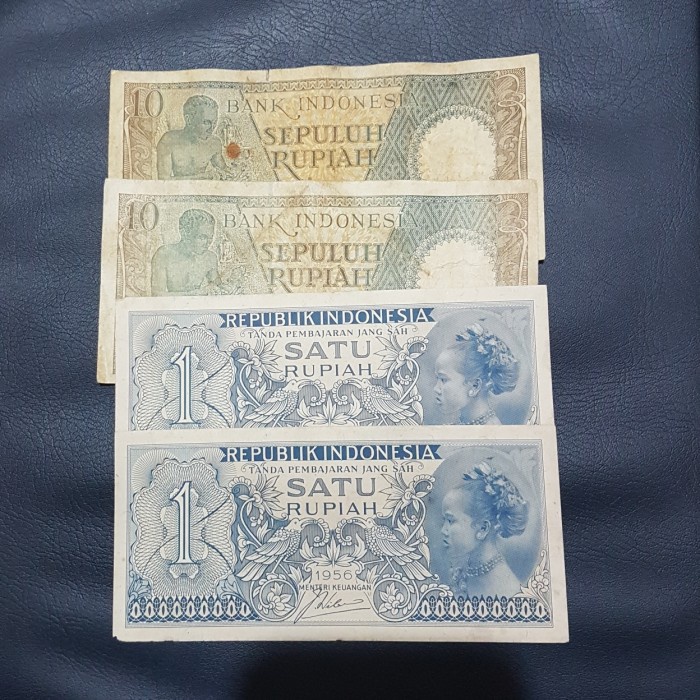 10
BANK INDONESIA
SEPULUH
RUPIAH
10
BANK INDONESIA
SEPULUH
RUPIAH
REPUBLIK INDONESIA
TANDA PEMBAJARAN JANG SAH
1
SATU
RUPIAH
REPUBLIK INDONESIA
TANDA PEMBAJARAN JANG SAH
1
SATU
RUPIAH
1956
MENTERI KEUANGAN